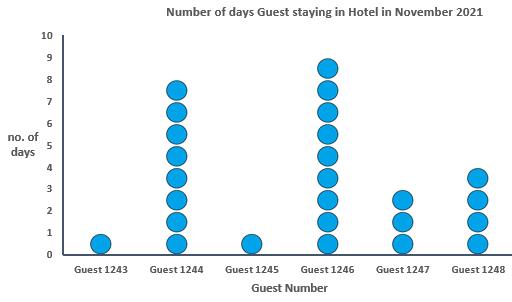 Number of days Guest staying in Hotel in November 2021
10
9
8
7
6
5
4
3
2
1
0
no. of
days
Guest 1243 Guest 1244 Guest 1245 Guest 1246 Guest 1247 Guest 1248
Guest Number